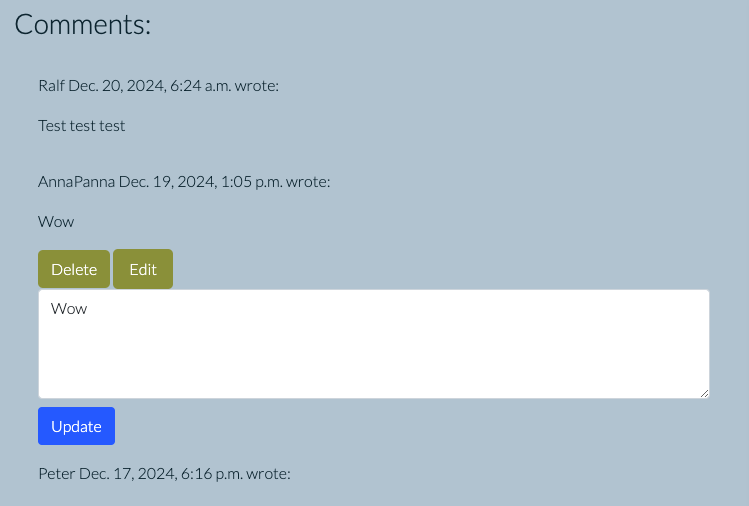 Comments:
Ralf Dec. 20, 2024, 6:24 a.m. wrote:
Test test test
AnnaPanna Dec. 19, 2024, 1:05 p.m. wrote:
Wow
Delete Edit
Wow
Update
Peter Dec. 17, 2024, 6:16 p.m. wrote: